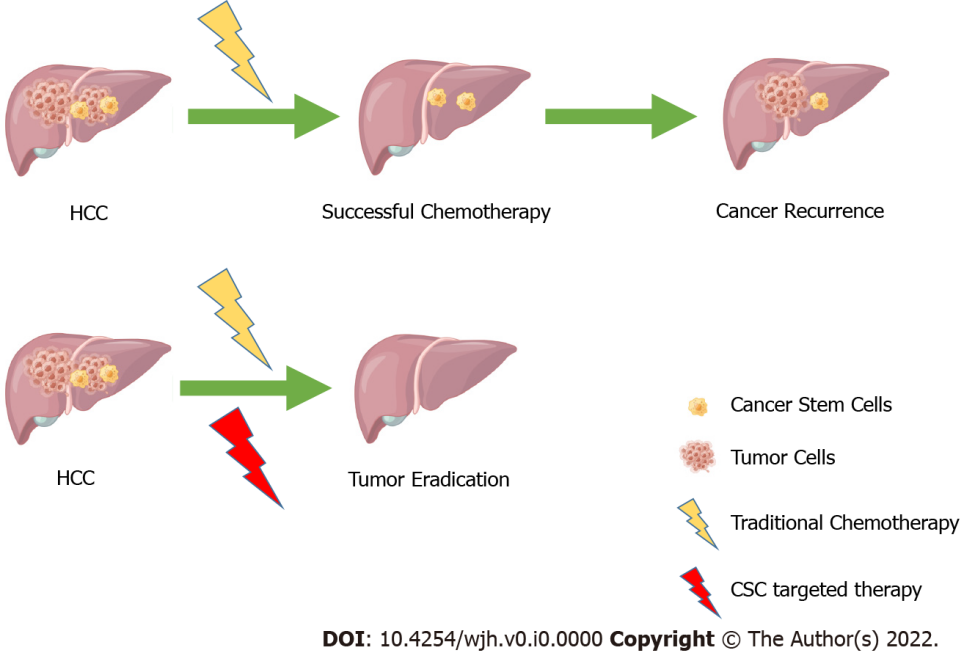 HCC
Successful Chemotherapy
Cancer Recurrence
HCC
Tumor Eradication
Cancer Stem Cells
Tumor Cells
Traditional Chemotherapy
CSC targeted therapy
DOI: 10.4254/wjh.v0.i0.0000 Copyright © The Author(s) 2022.